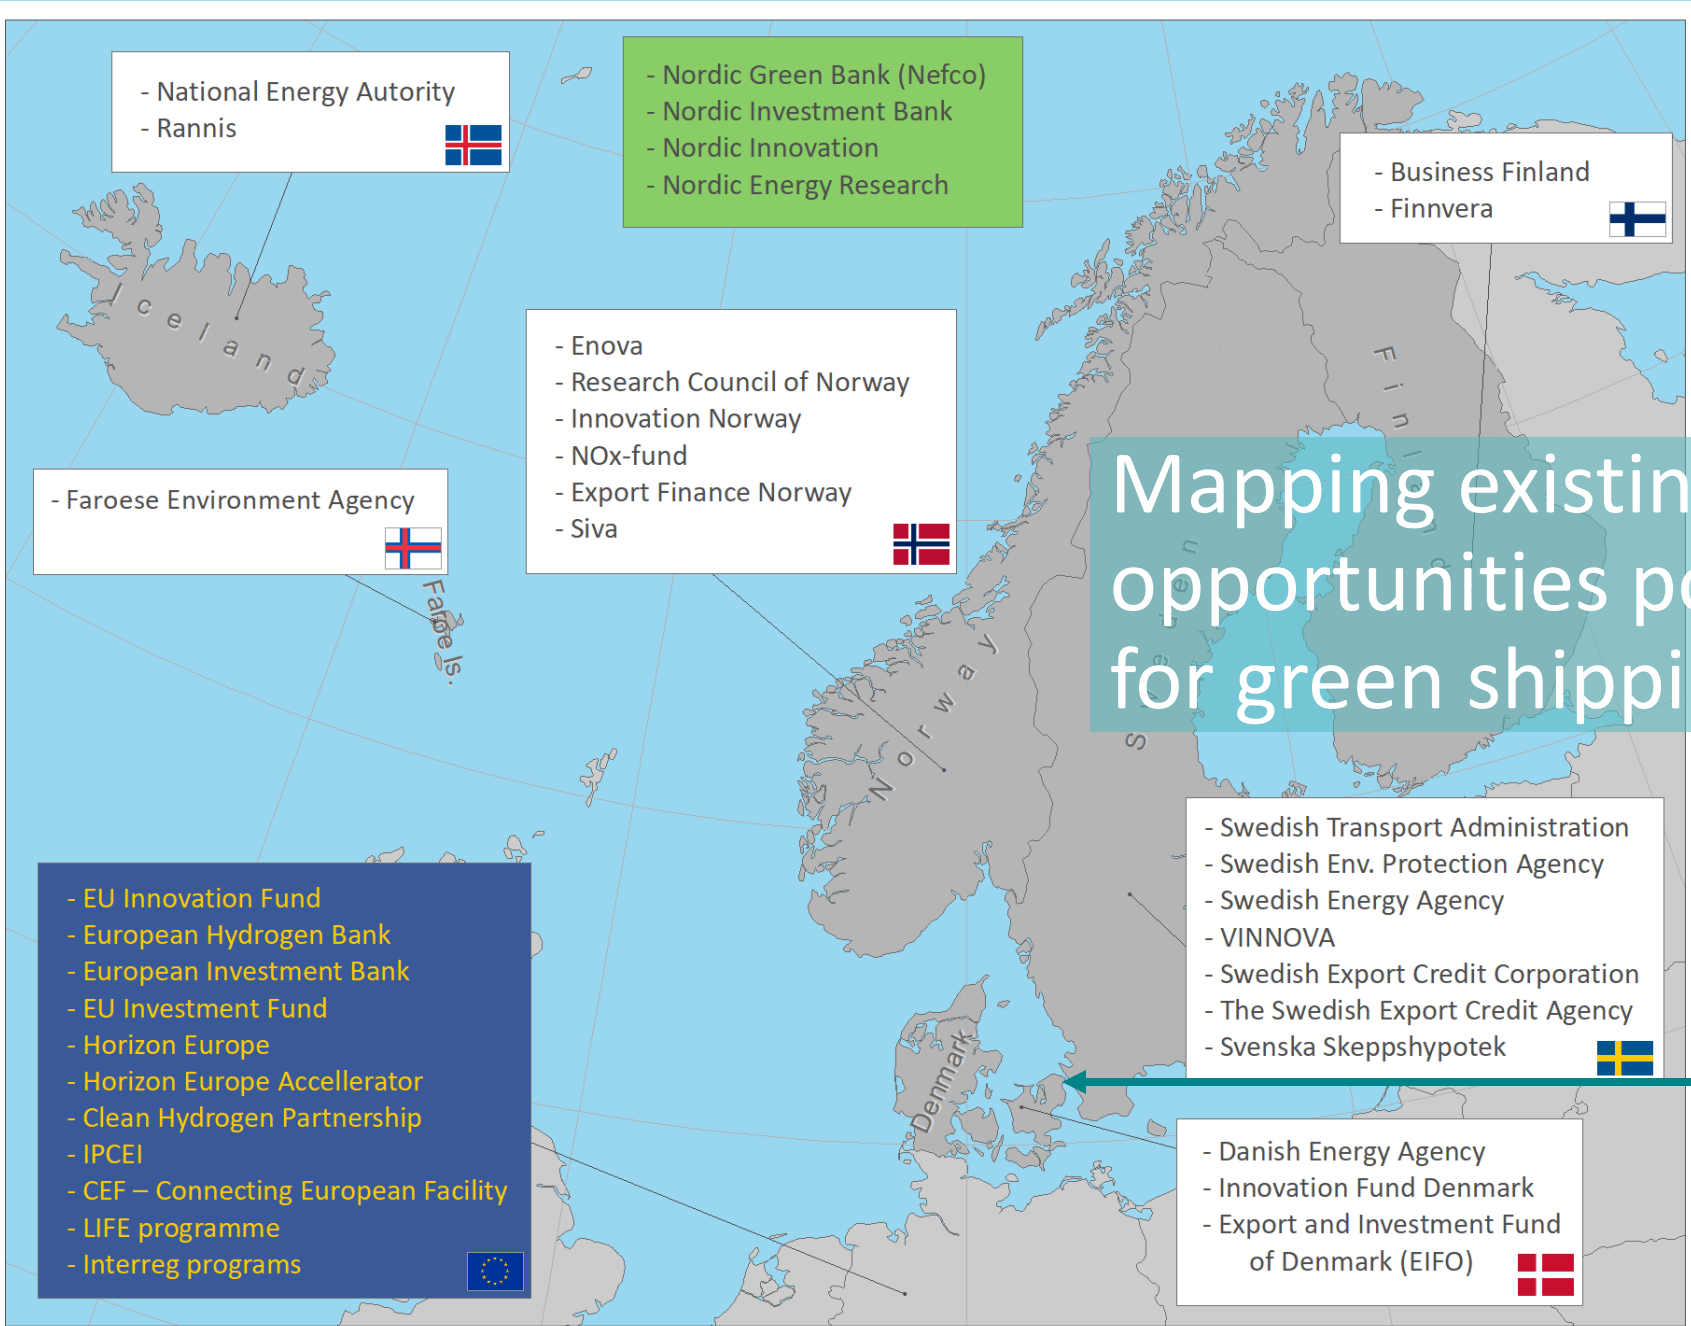 - National Energy Autority
- Rannis
- Nordic Green Bank (Nefco)
- Nordic Investment Bank
- Nordic Innovation
- Nordic Energy Research
- Business Finland
- Finnvera
Iceland
- Enova
- Research Council of Norway
- Innovation Norway
- NOx-fund
- Export Finance Norway
- Siva
Finland
- Faroese Environment Agency
Faroe Is.
Mapping existin
opportunities po
for green shippi
Norway
Sweden
- Swedish Transport Administration
- Swedish Env. Protection Agency
- Swedish Energy Agency
- VINNOVA
- Swedish Export Credit Corporation
- The Swedish Export Credit Agency
- Svenska Skeppshypotek
- EU Innovation Fund
- European Hydrogen Bank
- European Investment Bank
- EU Investment Fund
- Horizon Europe
- Horizon Europe Accellerator
- Clean Hydrogen Partnership
- IPCEI
- CEF – Connecting European Facility
- LIFE programme
- Interreg programs
Denmark
- Danish Energy Agency
- Innovation Fund Denmark
- Export and Investment Fund
of Denmark (EIFO)